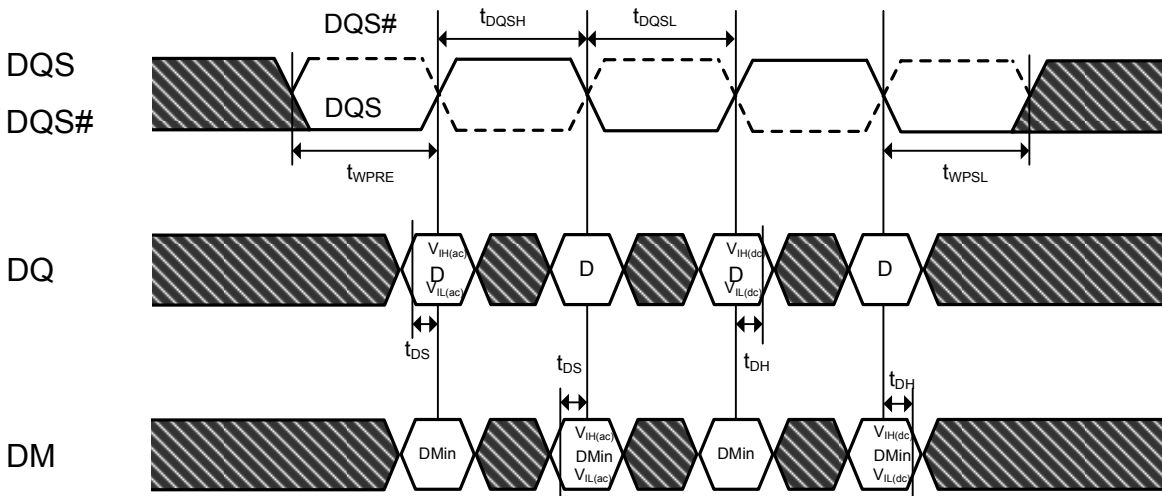 DQS# tDQSH tDQSL
DQS
DQS
DQS#
tWPRE tWPSL
VIH(ac) VIH(dc)
DQ D D D D
VIL(ac) VIL(dc)
tDS tDS tDH tDH
VIH(ac) VIH(dc)
DM DMin DMin DMin DMin
VIL(ac) VIL(dc)